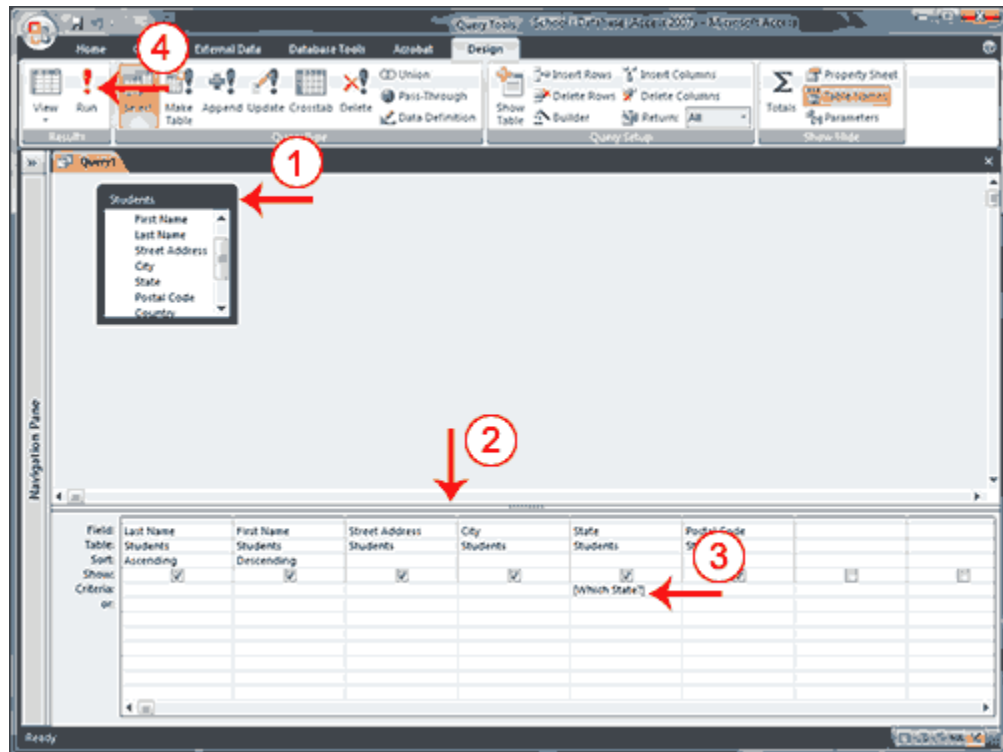 Query Tools School : Database (Access 2007) - Microsoft Access
Home External Data Database Tools Acrobat Design
4
View Run Select Make Table Append Update Crosstab Delete
Union
Pass-Through
Data Definition
Show Table
Insert Rows Insert Columns
Delete Rows Delete Columns
Builder Return: All
Totals
Property Sheet
Table Names
Parameters
Results Query Type Query Setup Show/Hide
1
Query1
Students
First Name
Last Name
Street Address
City
State
Postal Code
Country
Navigation Pane
2
Field: Last Name First Name Street Address City State Postal Code
Table: Students Students Students Students Students
Sort: Ascending Descending
3
Show:
Criteria: [Which State?]
or:
Ready